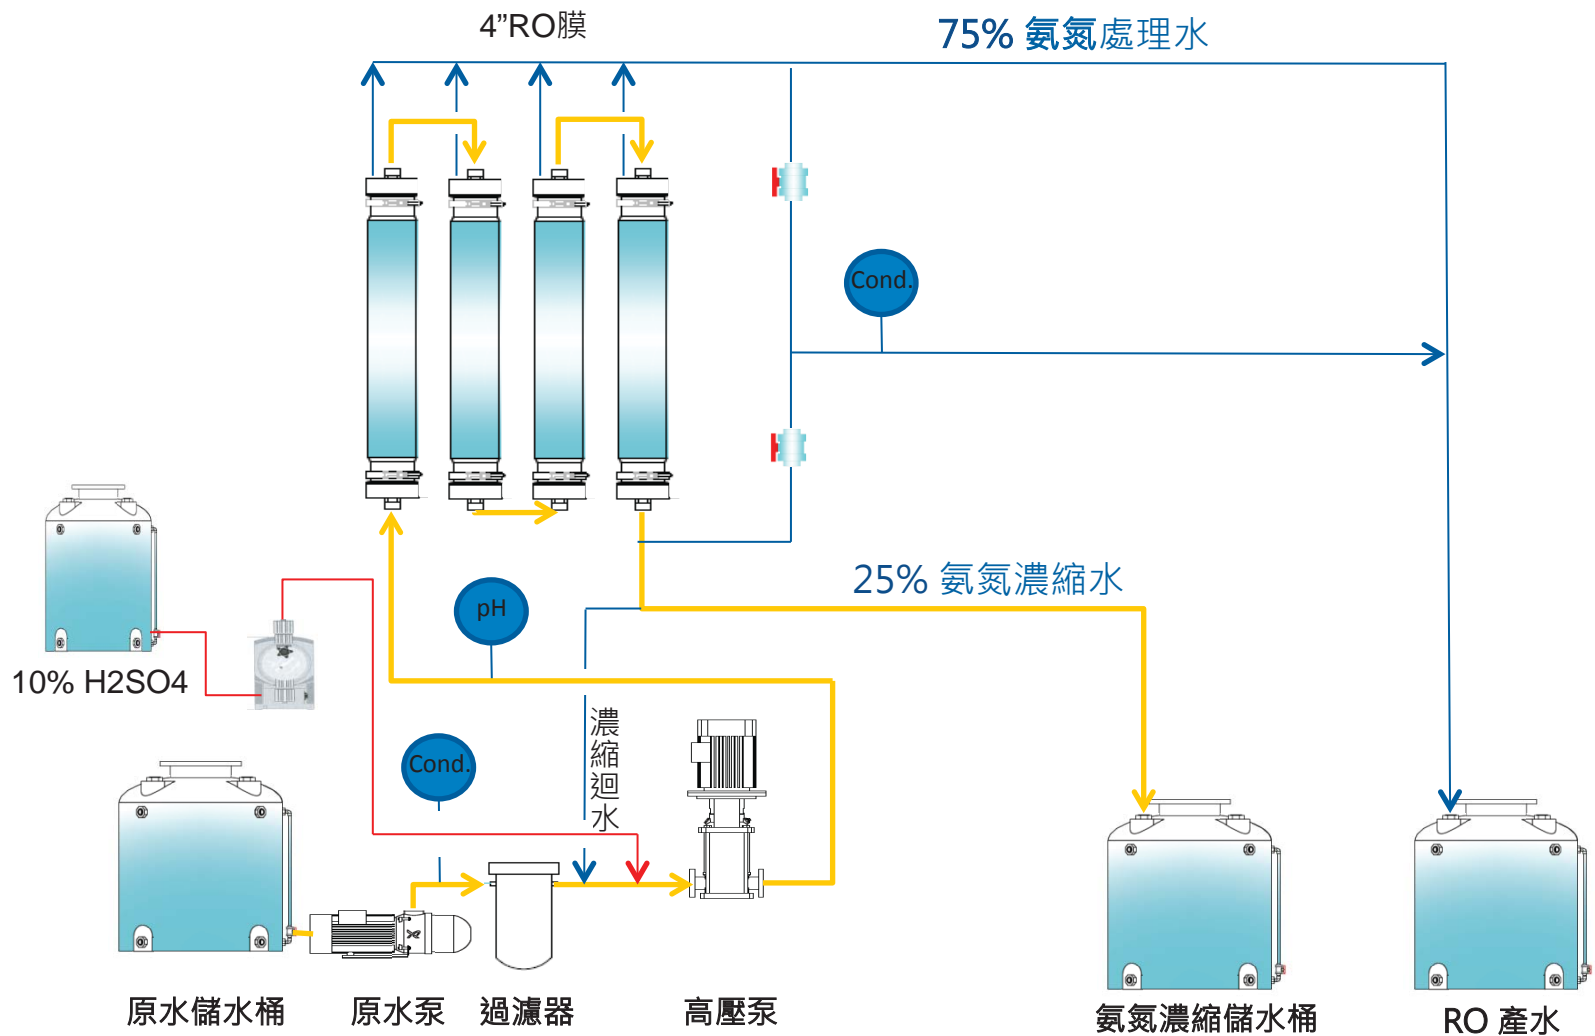 4”RO膜
75% 氨氮處理水
Cond.
25% 氨氮濃縮水
pH
10% H2SO4
濃縮迴水
Cond.
原水儲水桶
原水泵
過濾器
高壓泵
氨氮濃縮儲水桶
RO 產水